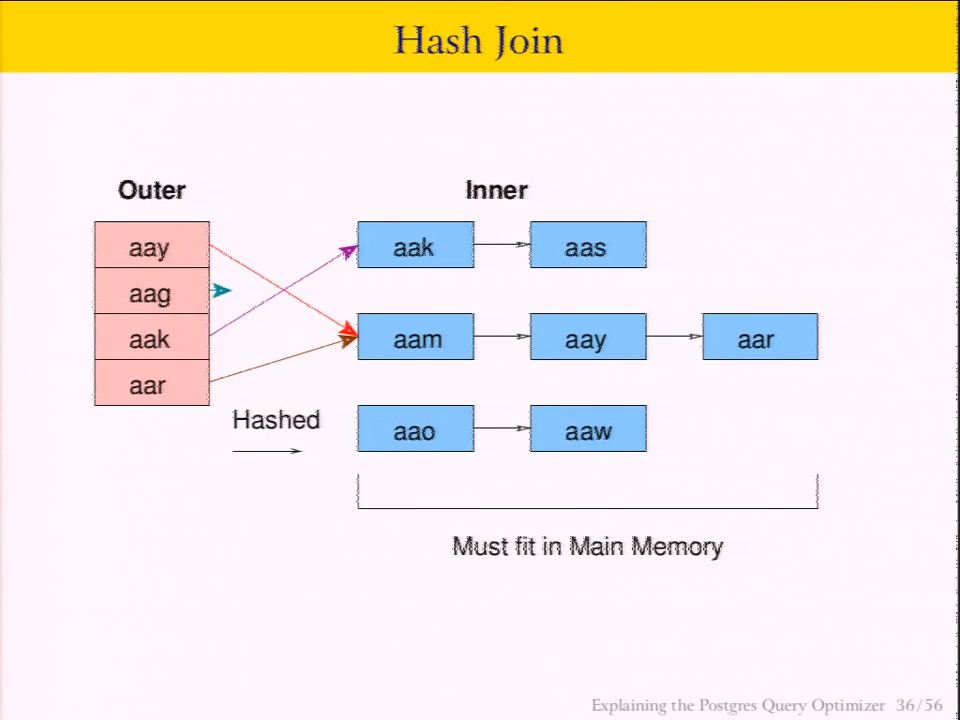 Hash Join
Outer
Inner
aay
aag
aak
aar
aak aas
aam aay aar
aao aaw
Hashed
Must fit in Main Memory
Explaining the Postgres Query Optimizer 36/56